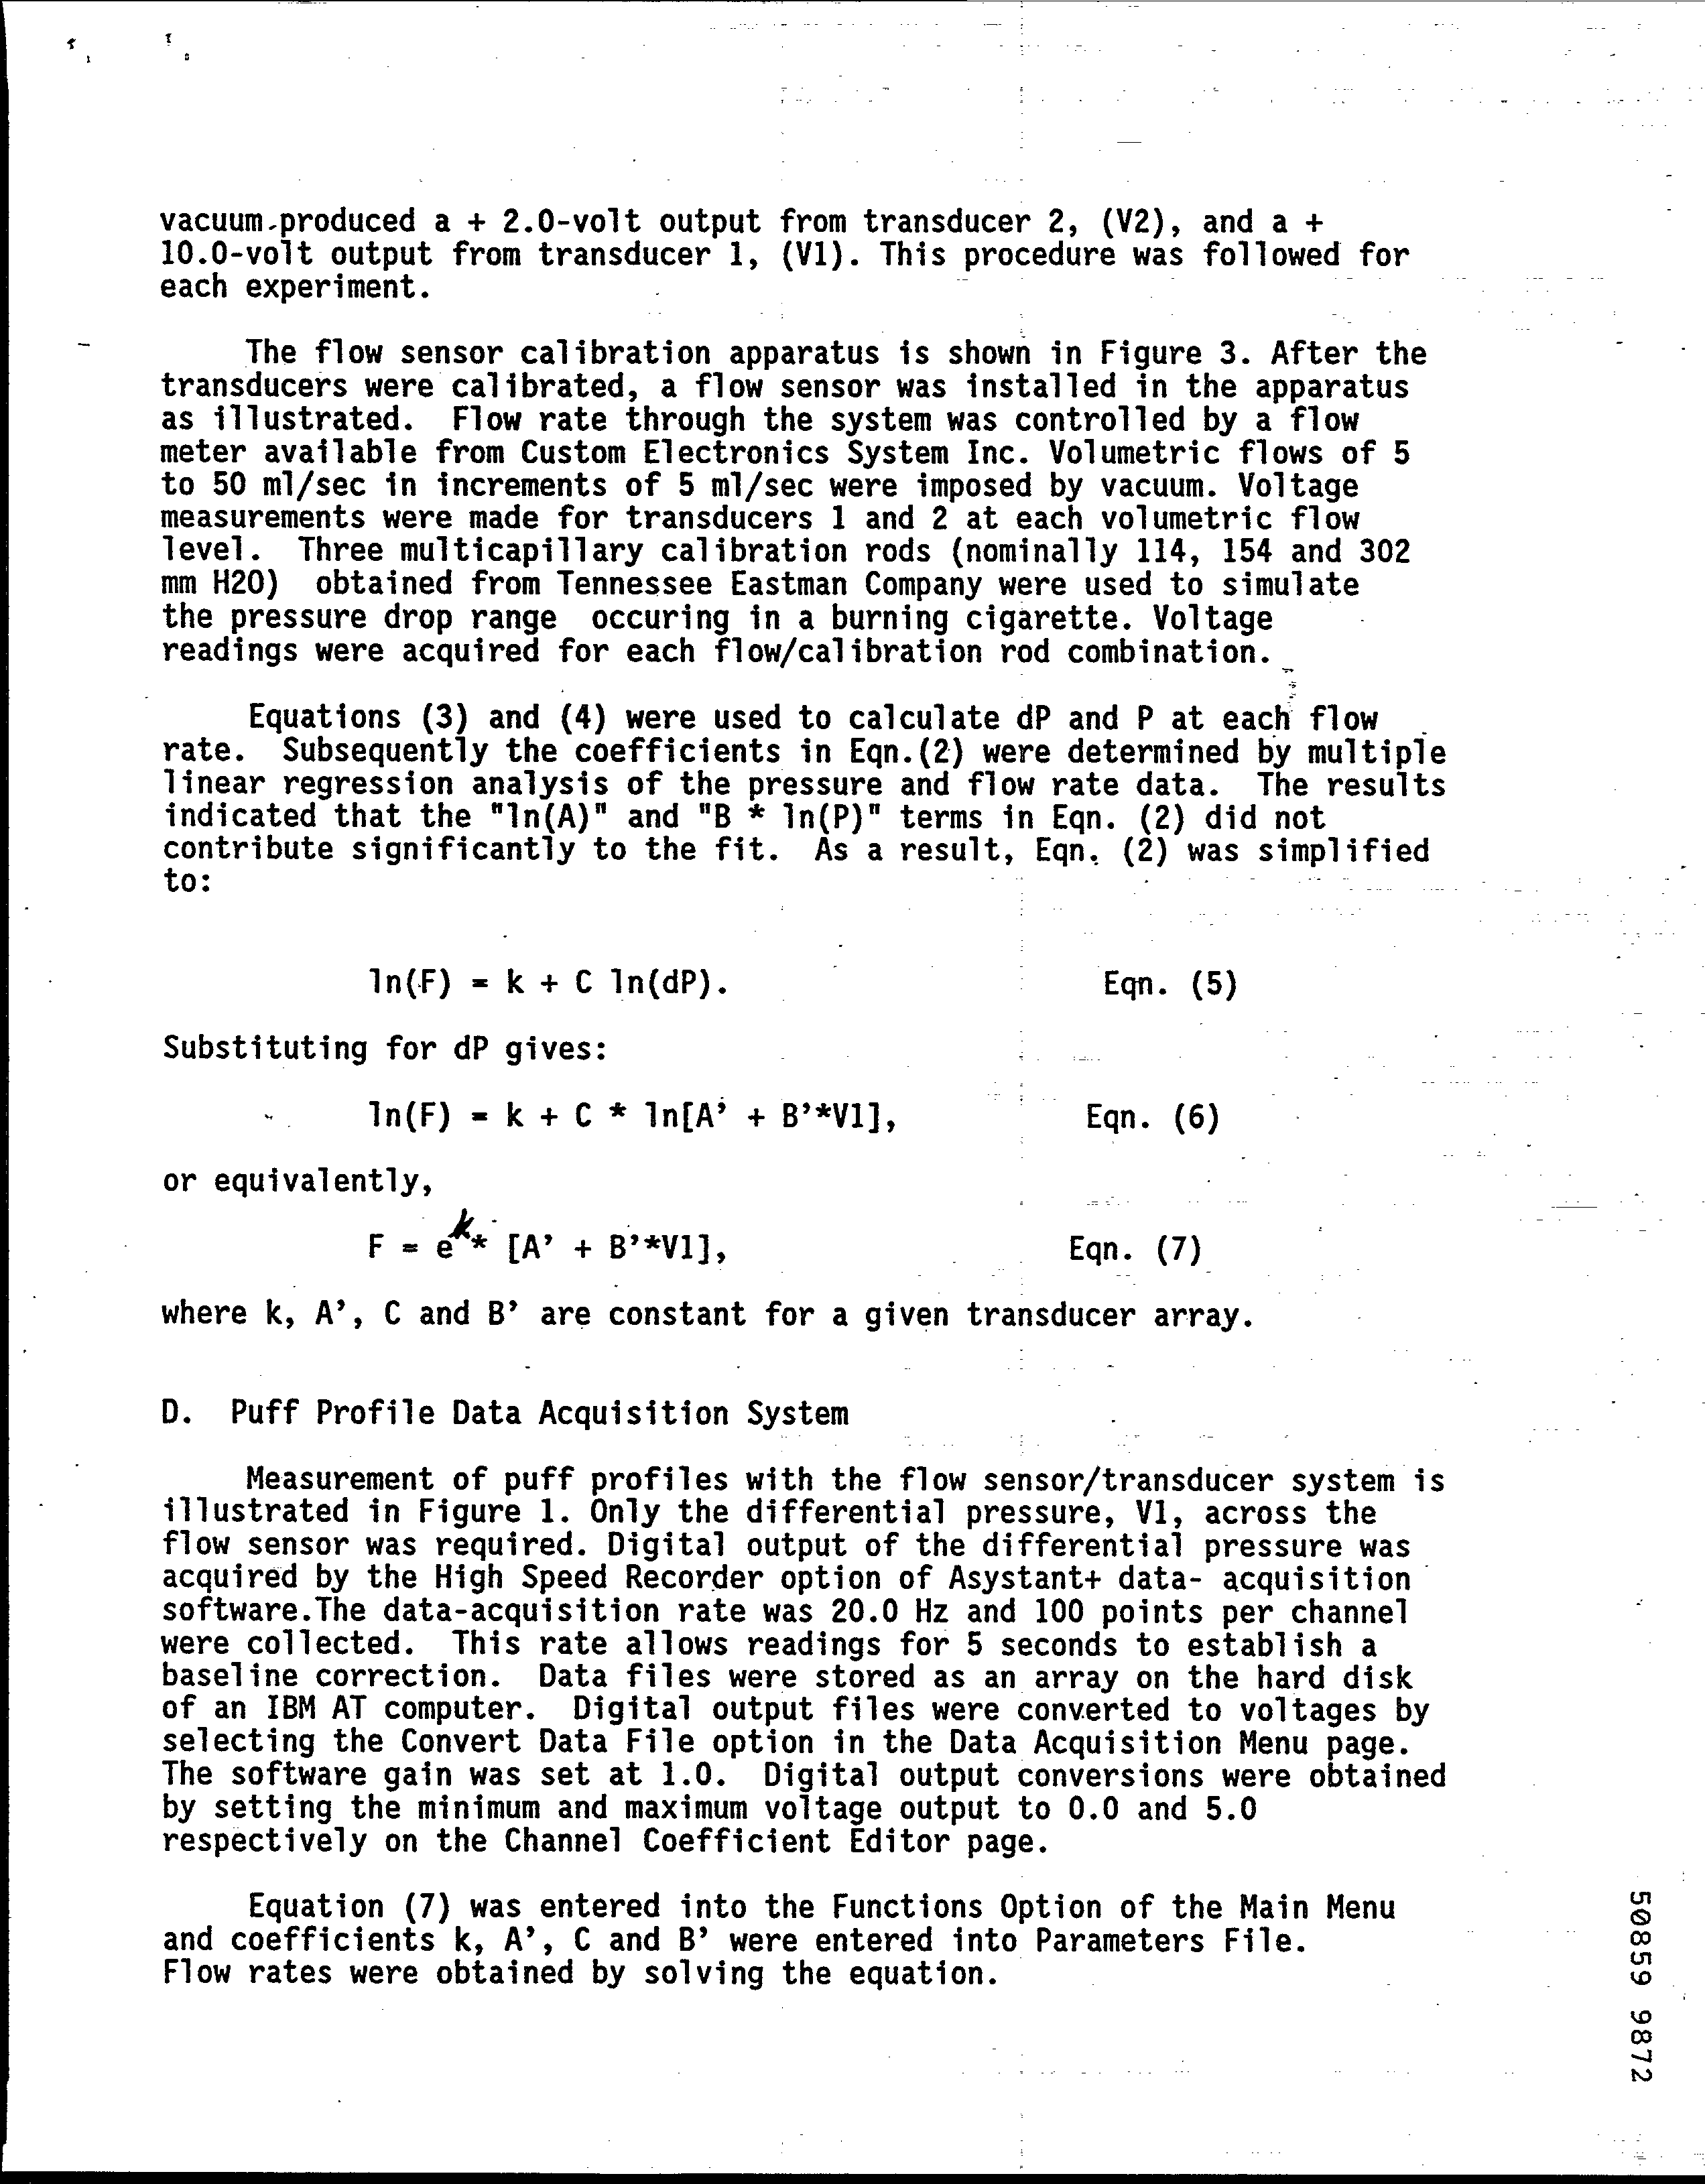 vacuum produced a + 2.0-volt output from transducer 2, (V2), and a +
10.0-volt output from transducer 1, (V1). This procedure was followed for
each experiment.
The flow sensor calibration apparatus is shown in Figure 3. After the
transducers were calibrated, a flow sensor was installed in the apparatus
as illustrated. Flow rate through the system was controlled by a flow
meter available from Custom Electronics System Inc. Volumetric flows of 5
to 50 ml/sec in increments of 5 ml/sec were imposed by vacuum. Voltage
measurements were made for transducers 1 and 2 at each volumetric flow
level. Three multicapillary calibration rods (nominally 114, 154 and 302
mm H2O) obtained from Tennessee Eastman Company were used to simulate
the pressure drop range occuring in a burning cigarette. Voltage
readings were acquired for each flow/calibration rod combination.
Equations (3) and (4) were used to calculate dP and P at each flow
rate. Subsequently the coefficients in Eqn.(2) were determined by multiple
linear regression analysis of the pressure and flow rate data. The results
indicated that the "ln(A)" and "B * ln(P)" terms in Eqn. (2) did not
contribute significantly to the fit. As a result, Eqn. (2) was simplified
to:
ln(F) = k + C ln(dP). Eqn. (5)
Substituting for dP gives:
ln(F) = k + C * ln[A' + B'*V1], Eqn. (6)
or equivalently,
F = e^k * [A' + B'*V1], Eqn. (7)
where k, A', C and B' are constant for a given transducer array.
D. Puff Profile Data Acquisition System
Measurement of puff profiles with the flow sensor/transducer system is
illustrated in Figure 1. Only the differential pressure, V1, across the
flow sensor was required. Digital output of the differential pressure was
acquired by the High Speed Recorder option of Asystant+ data- acquisition
software.The data-acquisition rate was 20.0 Hz and 100 points per channel
were collected. This rate allows readings for 5 seconds to establish a
baseline correction. Data files were stored as an array on the hard disk
of an IBM AT computer. Digital output files were converted to voltages by
selecting the Convert Data File option in the Data Acquisition Menu page.
The software gain was set at 1.0. Digital output conversions were obtained
by setting the minimum and maximum voltage output to 0.0 and 5.0
respectively on the Channel Coefficient Editor page.
Equation (7) was entered into the Functions Option of the Main Menu
and coefficients k, A', C and B' were entered into Parameters File.
Flow rates were obtained by solving the equation.
50859 9872